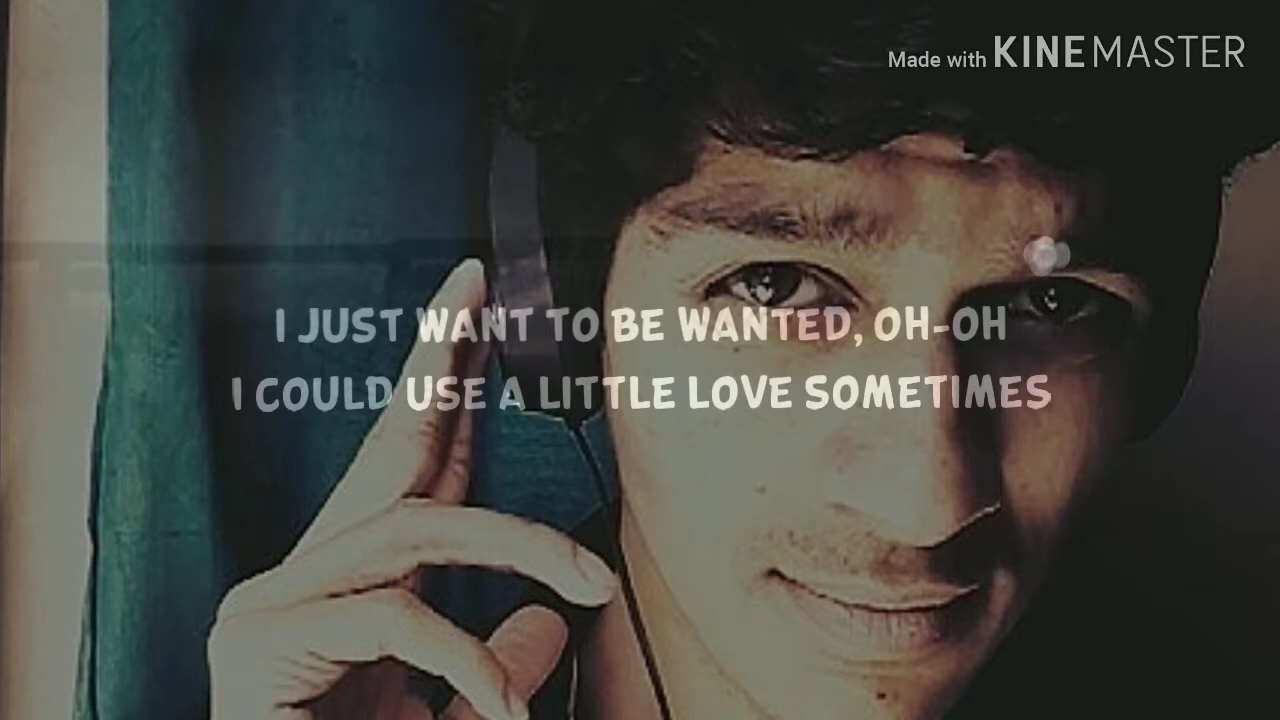 Made with KINEMASTER
I JUST WANT TO BE WANTED, OH-OH
I COULD USE A LITTLE LOVE SOMETIMES